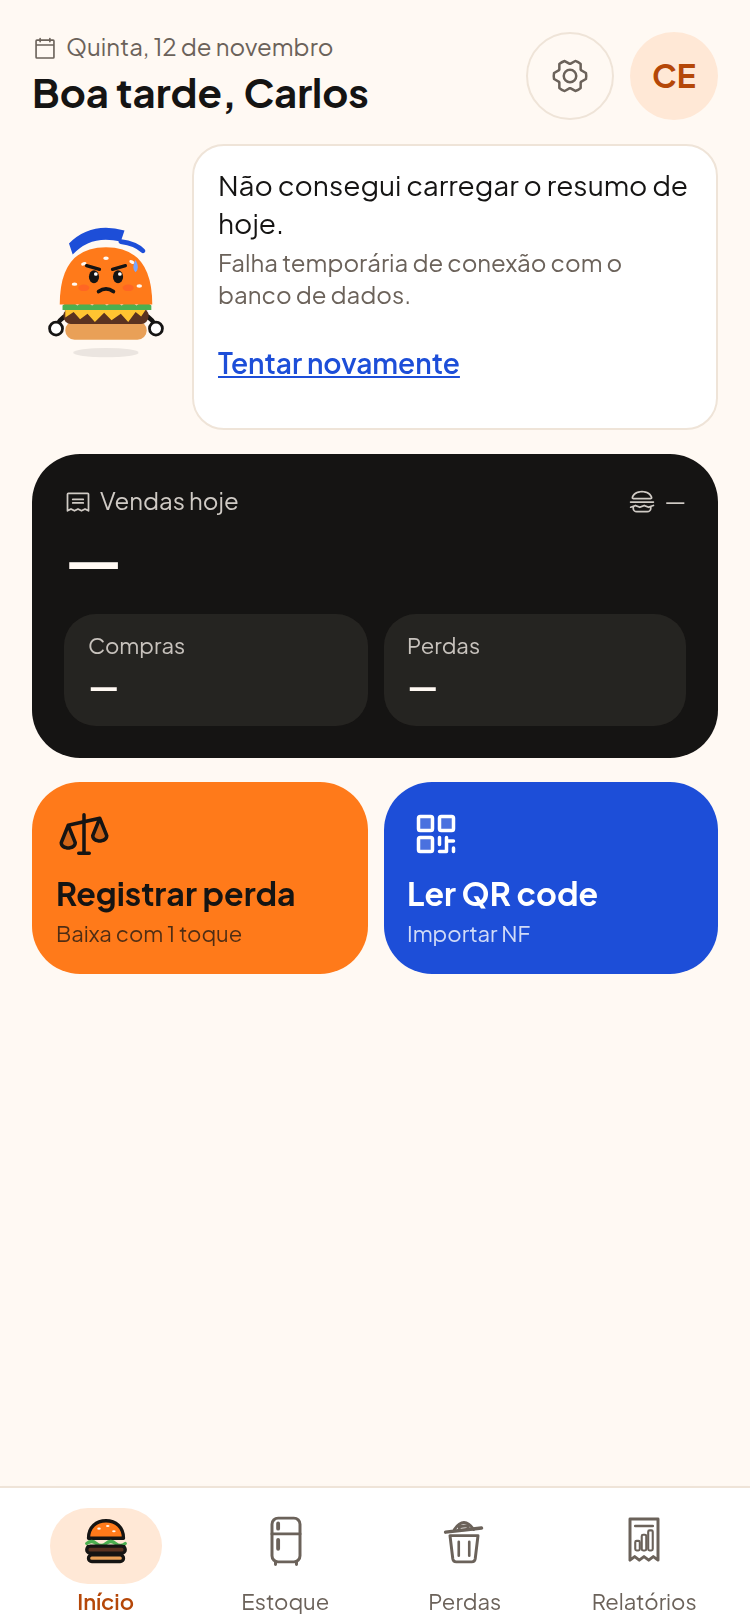 Quinta, 12 de novembro
Boa tarde, Carlos
CE
Não consegui carregar o resumo de
hoje.
Falha temporária de conexão com o
banco de dados.
Tentar novamente
Vendas hoje
—
—
Compras
—
Perdas
—
Registrar perda
Baixa com 1 toque
Ler QR code
Importar NF
Início
Estoque
Perdas
Relatórios